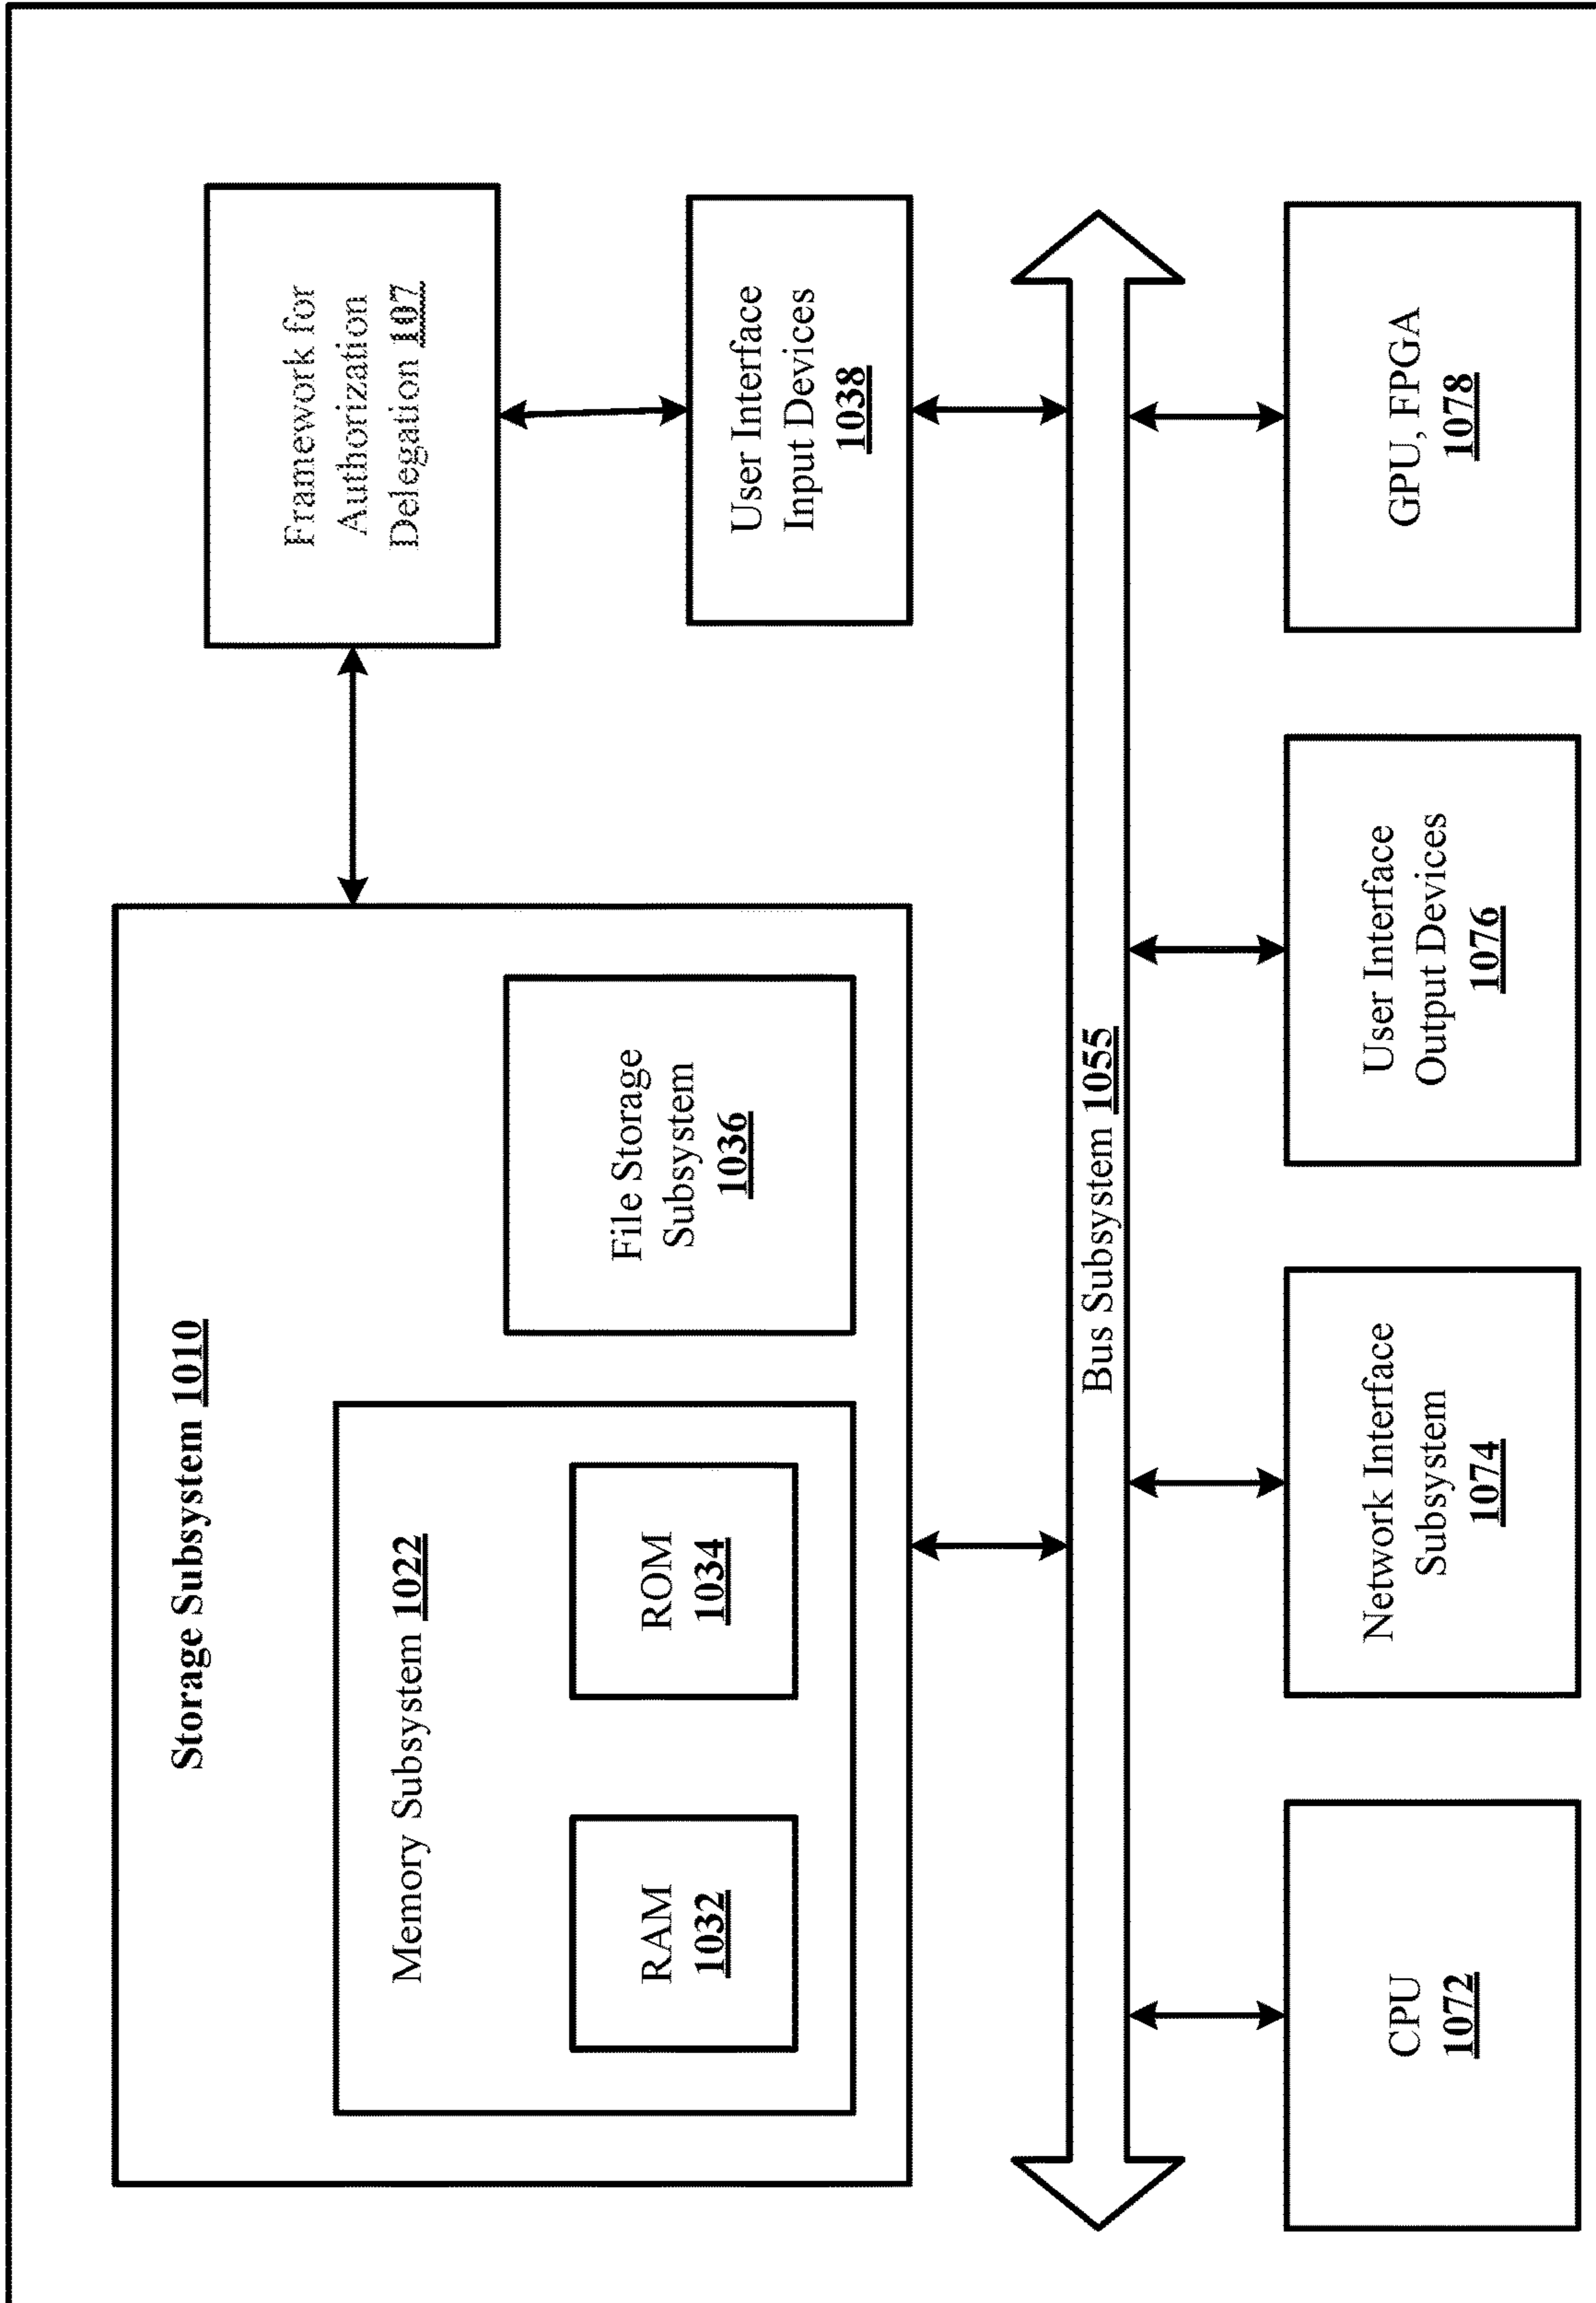 Storage Subsystem 1010
Memory Subsystem 1022
RAM
1032
ROM
1034
File Storage
Subsystem
1036
Framework for
Authorization
Delegation 107
User Interface
Input Devices
1038
Bus Subsystem 1055
CPU
1072
Network Interface
Subsystem
1074
User Interface
Output Devices
1076
GPU, FPGA
1078